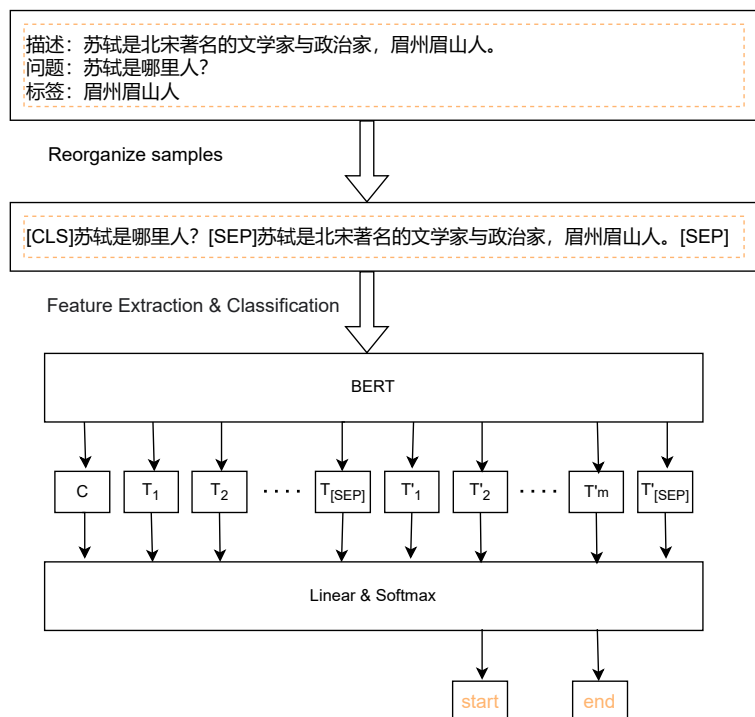 描述：苏轼是北宋著名的文学家与政治家，眉州眉山人。
问题：苏轼是哪里人？
标签：眉州眉山人
Reorganize samples
[CLS]苏轼是哪里人？[SEP]苏轼是北宋著名的文学家与政治家，眉州眉山人。[SEP]
Feature Extraction & Classification
BERT
C T1 T2 ···· T[SEP] T'1 T'2 ···· T'm T'[SEP]
Linear & Softmax
start end